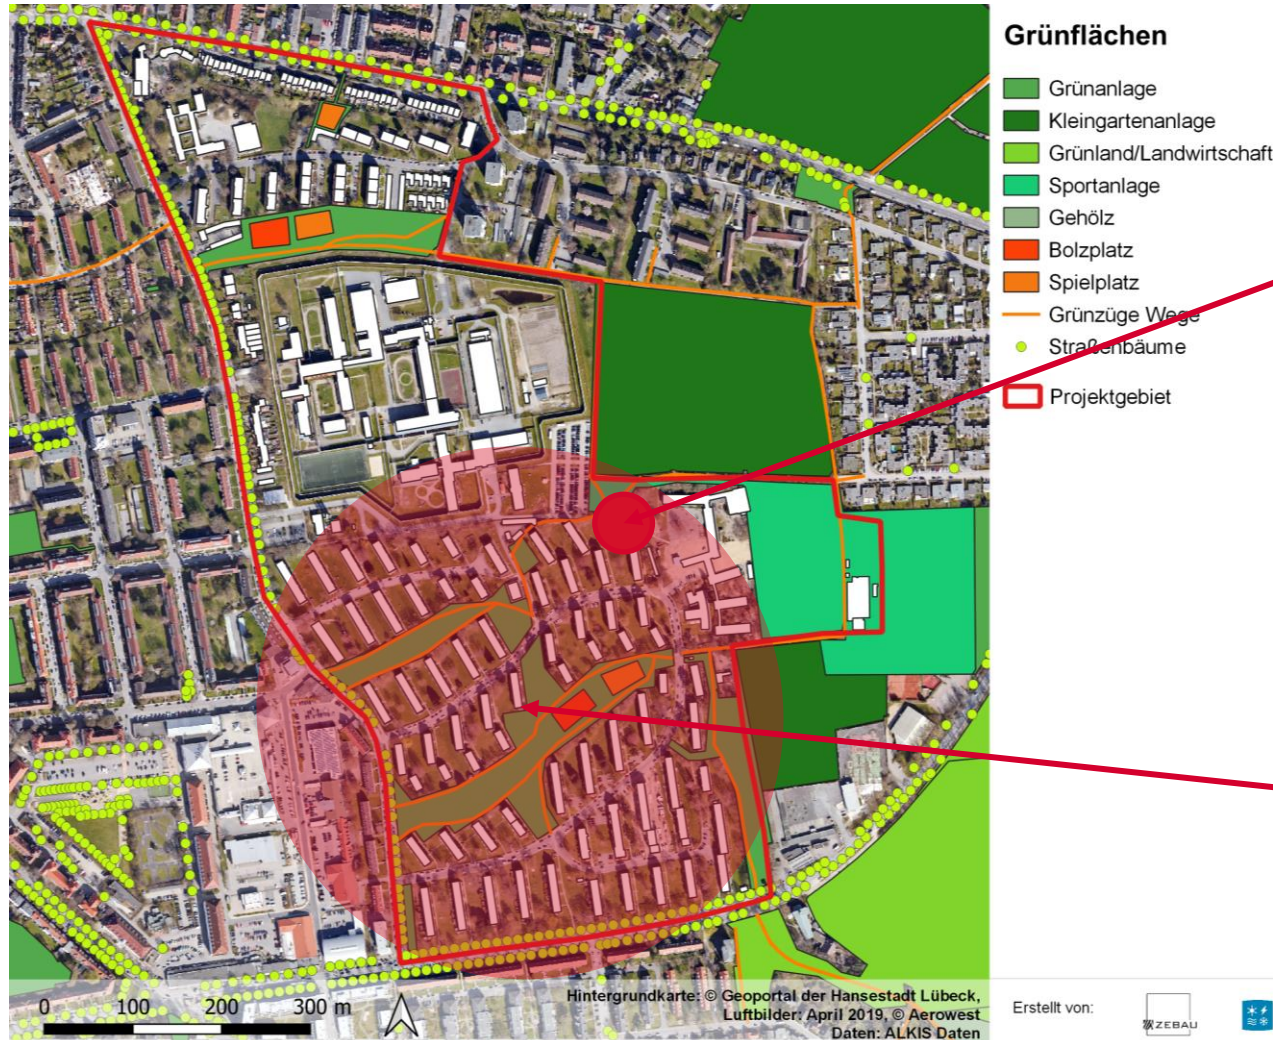 Grünflächen
Grünanlage
Kleingartenanlage
Grünland/Landwirtschaft
Sportanlage
Gehölz
Bolzplatz
Spielplatz
Grünzüge Wege
Straßenbäume
Projektgebiet
0 100 200 300 m
Hintergrundkarte: © Geoportal der Hansestadt Lübeck,
Luftbilder: April 2019, © Aerowest
Daten: ALKIS Daten
Erstellt von:
ZEBAU